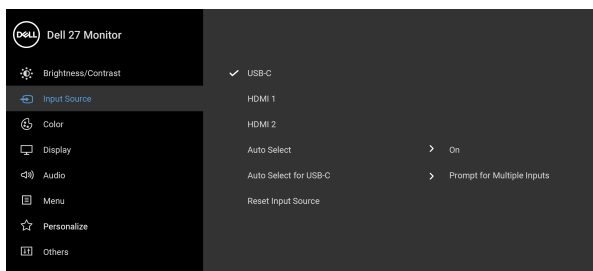 DELL Dell 27 Monitor
Brightness/Contrast
Input Source
Color
Display
Audio
Menu
Personalize
Others
USB-C
HDMI 1
HDMI 2
Auto Select On
Auto Select for USB-C Prompt for Multiple Inputs
Reset Input Source